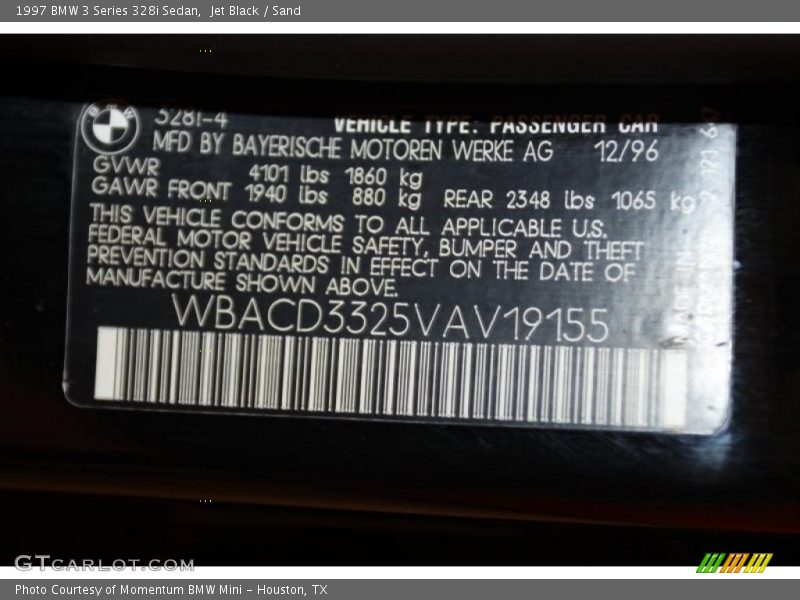 1997 BMW 3 Series 328i Sedan, Jet Black / Sand
BMW
328I-4 VEHICLE TYPE: PASSENGER CAR
MFD BY BAYERISCHE MOTOREN WERKE AG 12/96
GVWR 4101 lbs 1860 kg
GAWR FRONT 1940 lbs 880 kg REAR 2348 lbs 1065 kg
THIS VEHICLE CONFORMS TO ALL APPLICABLE U.S.
FEDERAL MOTOR VEHICLE SAFETY, BUMPER AND THEFT
PREVENTION STANDARDS IN EFFECT ON THE DATE OF
MANUFACTURE SHOWN ABOVE.
WBACD3325VAV19155
MADE IN
GTCARLOT.COM
Photo Courtesy of Momentum BMW Mini - Houston, TX